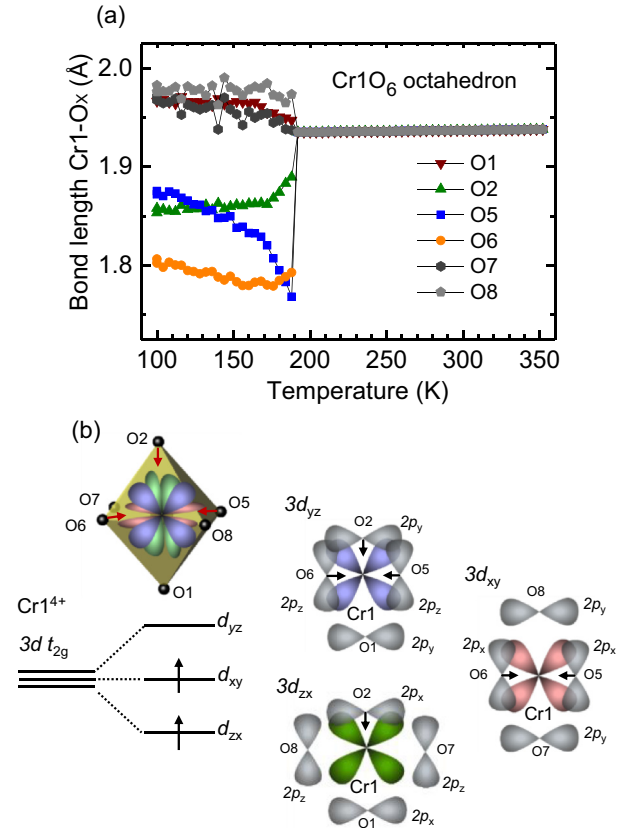 (a)
Cr1O6 octahedron
Bond length Cr1-Ox (Å)
2.0
1.9
1.8
O1
O2
O5
O6
O7
O8
100 150 200 250 300 350
Temperature (K)
(b)
O2
O7
O6
O5
O8
O1
Cr1⁴⁺
3d t2g
dyz
dxy
dzx
3dyz
O2
2py
O6
O5
2pz
Cr1
2pz
O1
2py
3dxy
O8
2py
2px
2px
O6
O5
Cr1
O7
2py
3dzx
O2
2px
O8
O7
2pz
Cr1
2pz
O1
2px